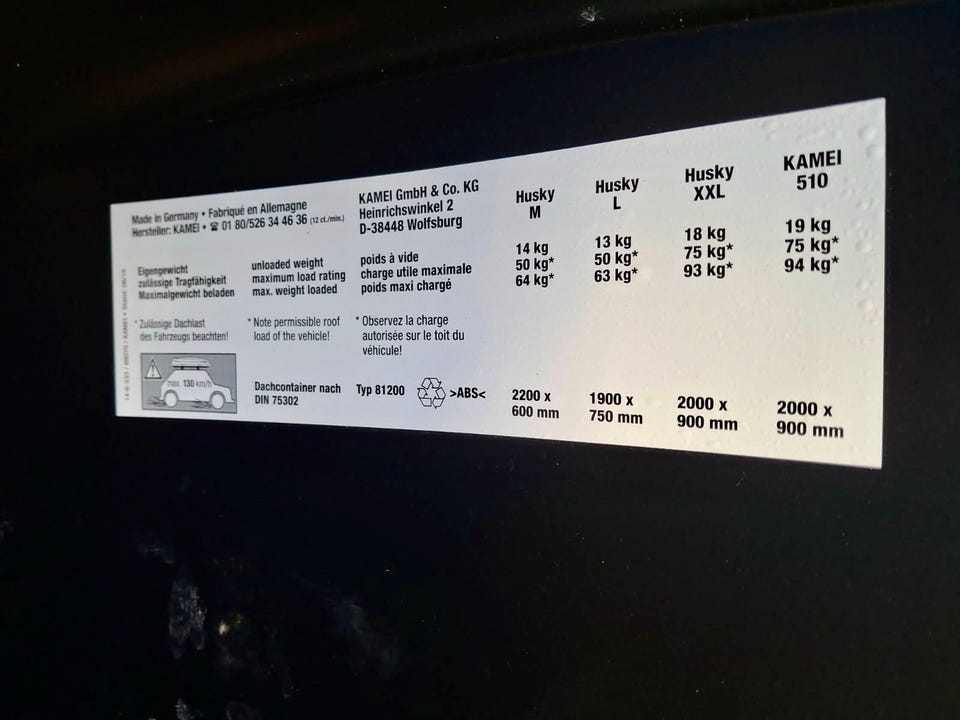 Made in Germany • Fabriqué en Allemagne
Hersteller: KAMEI • ☎ 01 80/526 34 46 36 (12 ct./min.)
KAMEI GmbH & Co. KG
Heinrichswinkel 2
D-38448 Wolfsburg
Husky
M
Husky
L
Husky
XXL
KAMEI
510
Eigengewicht
zulässige Tragfähigkeit
Maximalgewicht beladen
unloaded weight
maximum load rating
max. weight loaded
poids à vide
charge utile maximale
poids maxi chargé
14 kg
50 kg*
64 kg*
13 kg
50 kg*
63 kg*
18 kg
75 kg*
93 kg*
19 kg
75 kg*
94 kg*
* Zulässige Dachlast
des Fahrzeugs beachten!
* Note permissible roof
load of the vehicle!
* Observez la charge
autorisée sur le toit du
véhicule!
max. 130 km/h
Dachcontainer nach
DIN 75302
Typ 81200
>ABS<
2200 x
600 mm
1900 x
750 mm
2000 x
900 mm
2000 x
900 mm